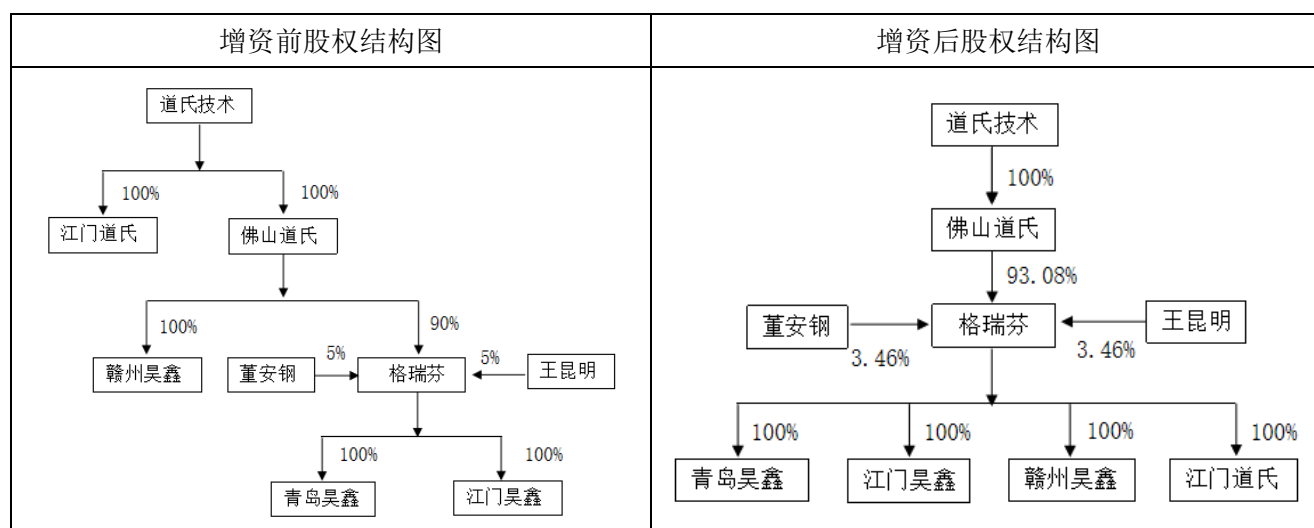 增资前股权结构图
道氏技术
100%
100%
江门道氏
佛山道氏
100%
90%
赣州昊鑫
董安钢
5%
格瑞芬
5%
王昆明
100%
100%
青岛昊鑫
江门昊鑫
增资后股权结构图
道氏技术
100%
佛山道氏
93.08%
董安钢
3.46%
格瑞芬
3.46%
王昆明
100%
100%
100%
100%
青岛昊鑫
江门昊鑫
赣州昊鑫
江门道氏